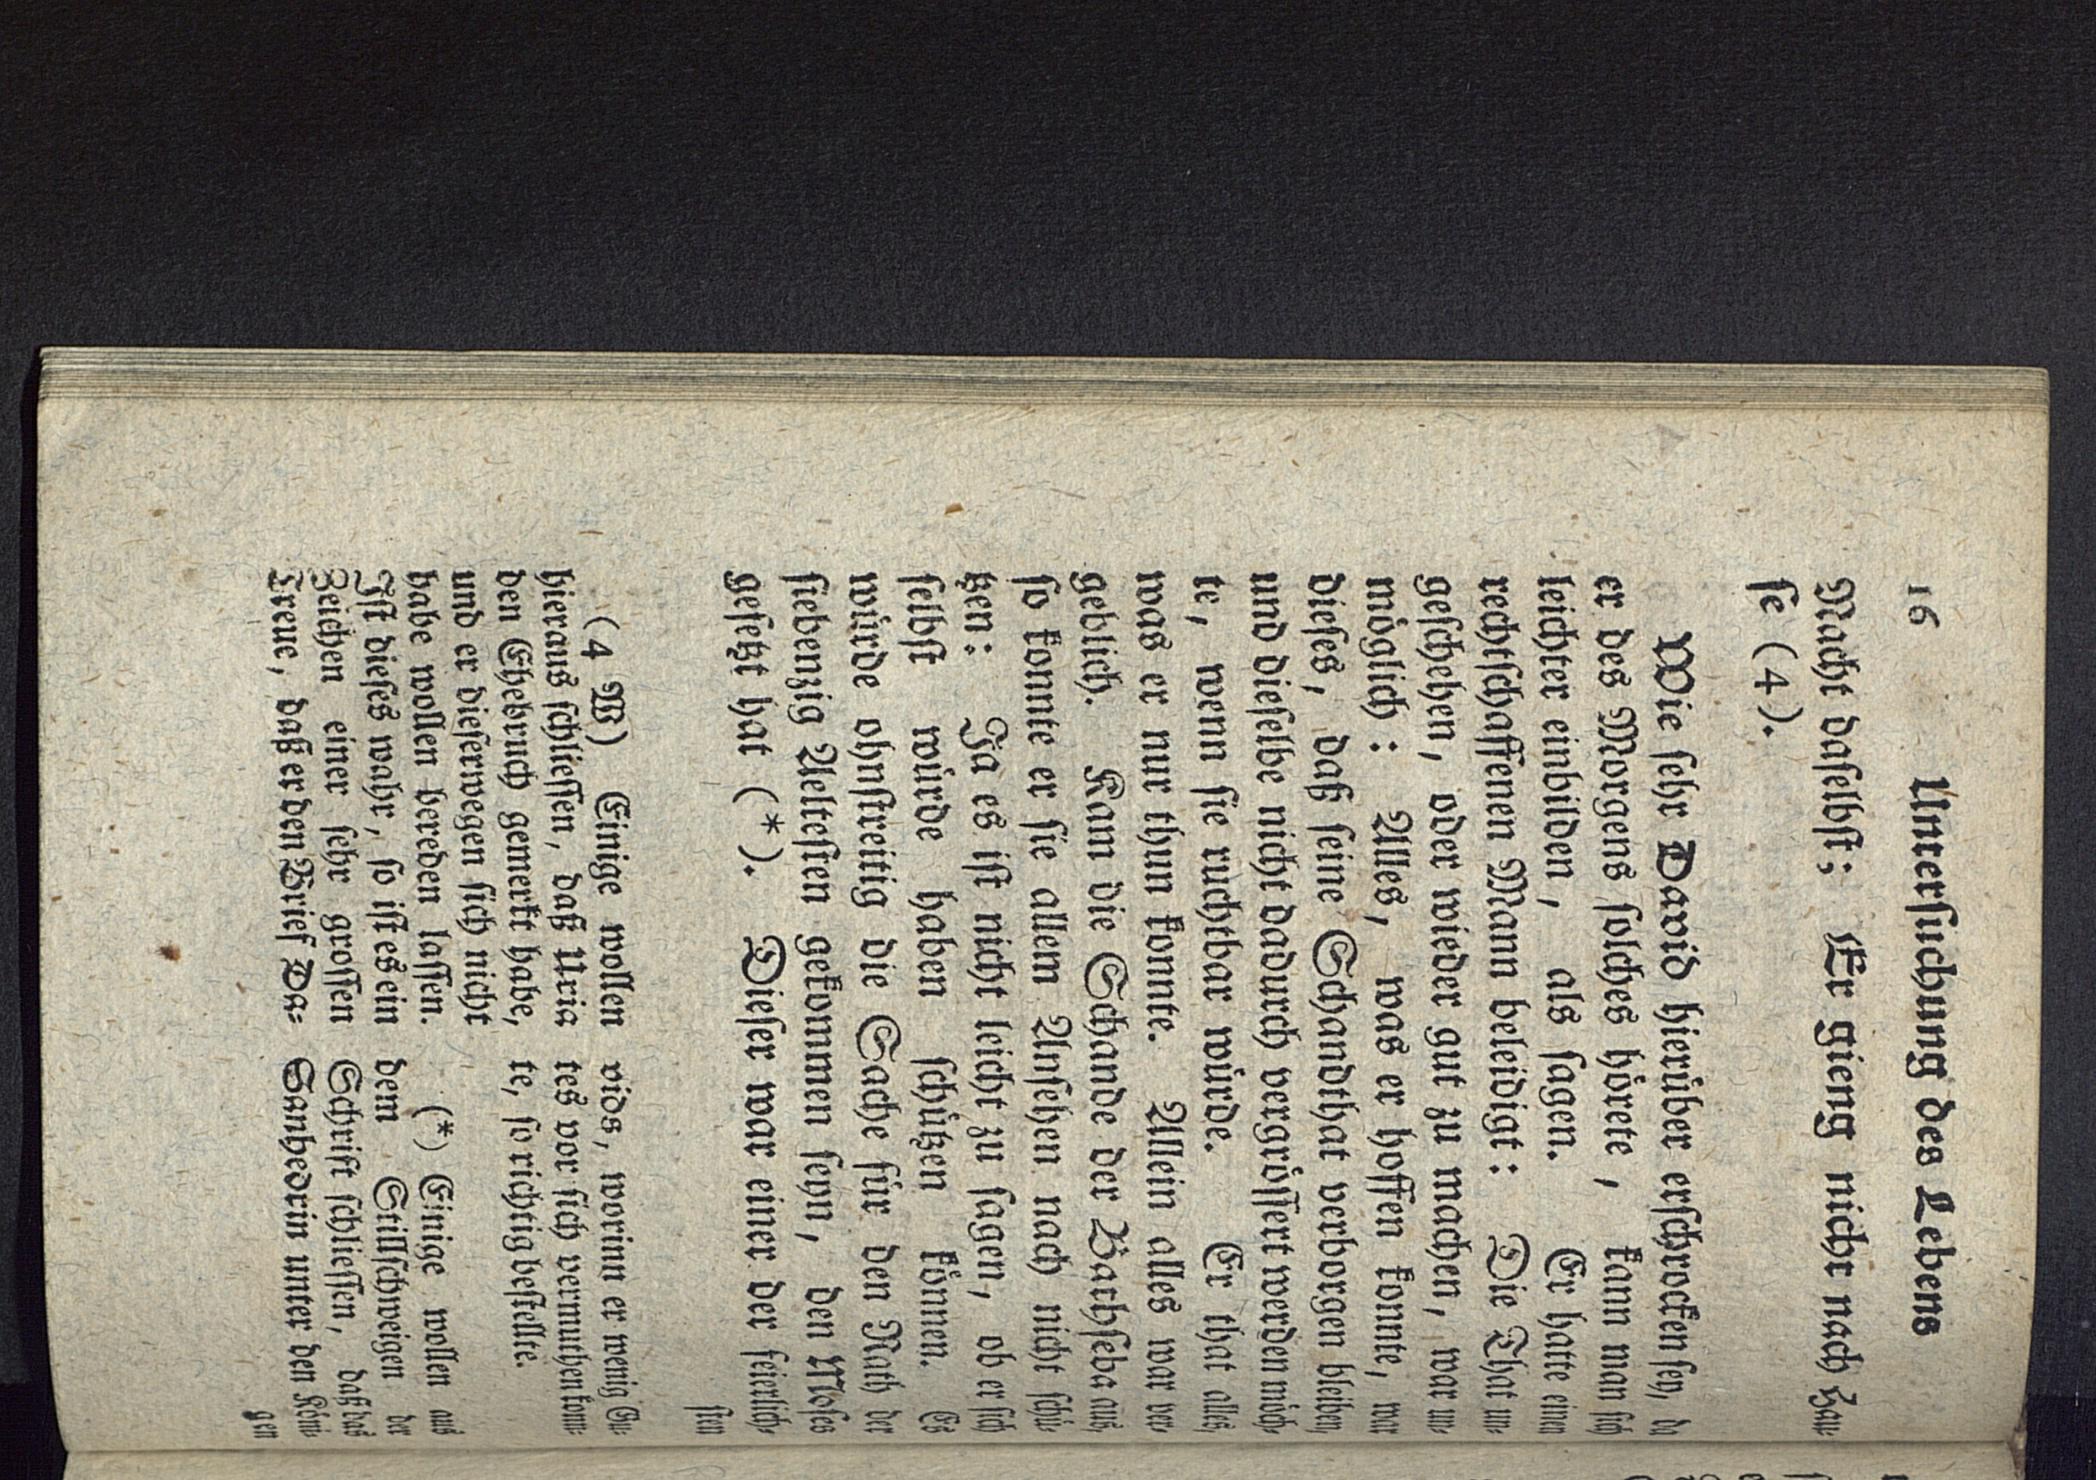 16 Unterſuchung des Lebens
Nacht daſelbſt; Er gieng nicht nach Hau-
ſe (4).
Wie ſehr David hierüber erſchrocken ſey, da
er des Morgens ſolches hörete, kann man ſich
leichter einbilden, als ſagen. Er hatte einen
rechtſchaffenen Mann beleidigt: Die That un-
geſchehen, oder wieder gut zu machen, war un-
möglich: Alles, was er hoffen konnte, war
dieſes, daß ſeine Schandthat verborgen bleiben,
und dieſelbe nicht dadurch vergröſſert werden möch-
te, wenn ſie ruchtbar würde. Er that alles,
was er nur thun konnte. Allein alles war ver-
geblich. Kann die Schande der Bathſeba aus,
ſo konnte er ſie allem Anſehen nach nicht ſchü-
tzen: Ja es iſt nicht leicht zu ſagen, ob er ſich
ſelbſt würde haben ſchützen können. Es
würde ohnſtreitig die Sache für den Rath der
ſiebenzig Aelteſten gekommen ſeyn, den Moſes
geſetzt hat (*). Dieſer war einer der feierlich-
ſten
(4 W) Einige wollen
hieraus ſchlieſſen, daß Uria
den Ehebruch gemerkt habe,
und er dieſerwegen ſich nicht
habe wollen bereden laſſen.
Iſt dieſes wahr, ſo iſt es ein
Zeichen einer ſehr groſſen
Treue, daß er den Brief Da-
vids, worinn er wenig Gu-
tes vor ſich vermuthen konn-
te, ſo richtig beſtellte.
(*) Einige wollen aus
dem Stillſchweigen der
Schrift ſchlieſſen, daß das
Sanhedrin unter den Köni-
gen